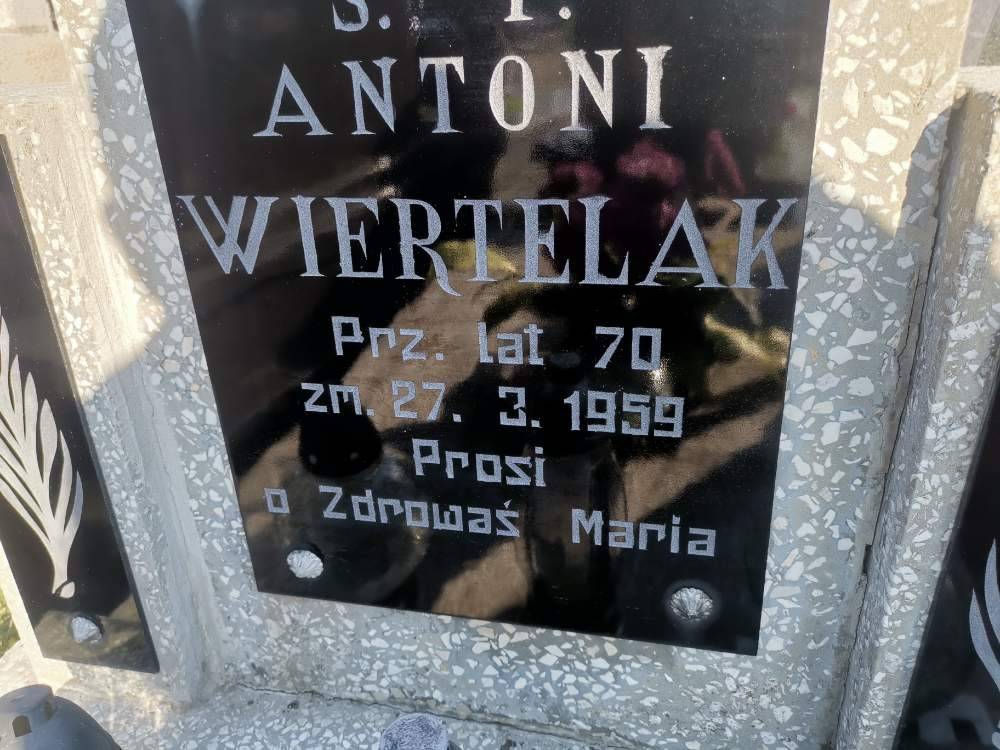 Ś. P.
ANTONI
WIERTELAK
Prz. lat 70
zm. 27. 3. 1959
Prosi
o Zdrowaś Maria